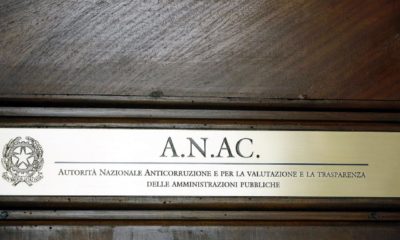 A.N.AC.
AUTORITÀ NAZIONALE ANTICORRUZIONE E PER LA VALUTAZIONE E LA TRASPARENZA
DELLE AMMINISTRAZIONI PUBBLICHE